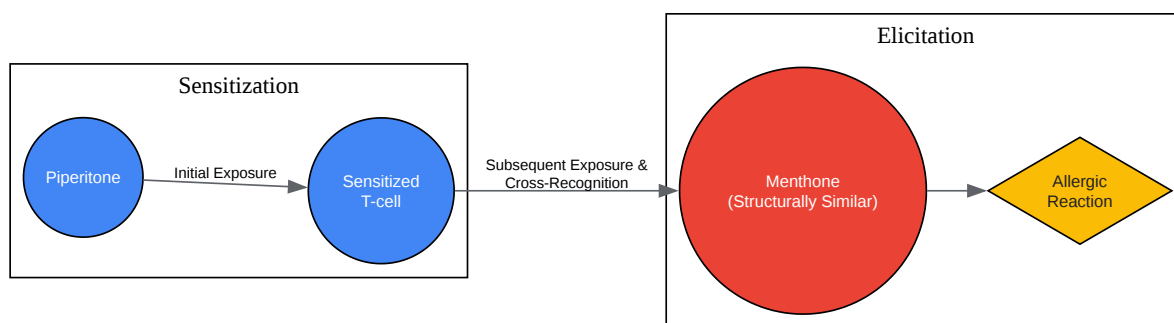 Elicitation
Sensitization
Piperitone
Initial Exposure
Sensitized
T-cell
Subsequent Exposure &
Cross-Recognition
Menthone
(Structurally Similar)
Allergic
Reaction